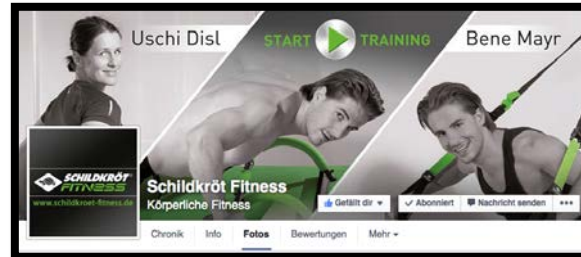 Uschi Disl
START TRAINING
Bene Mayr
SCHILDKRÖT
FITNESS
www.schildkroet-fitness.de
Schildkröt Fitness
Körperliche Fitness
Gefällt dir
Abonniert
Nachricht senden
Chronik Info Fotos Bewertungen Mehr